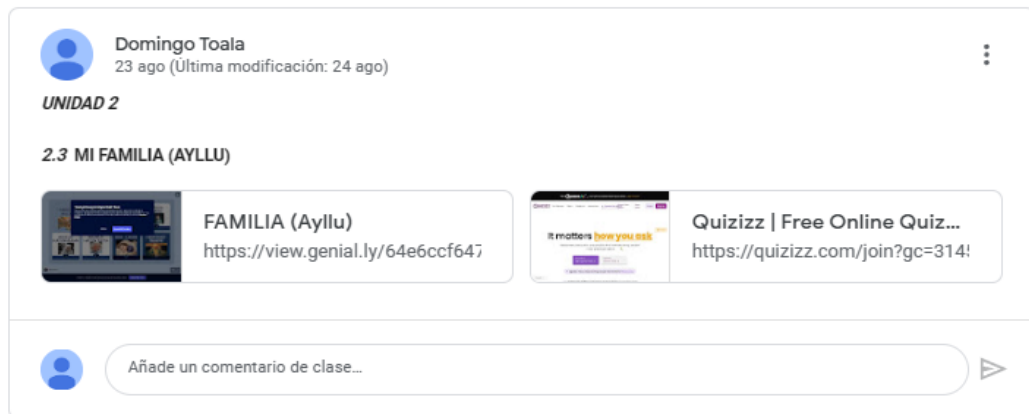 Domingo Toala
23 ago (Última modificación: 24 ago)
UNIDAD 2
2.3 MI FAMILIA (AYLLU)
FAMILIA (Ayllu)
https://view.genial.ly/64e6ccf647
It matters how you ask
Quizizz | Free Online Quiz...
https://quizizz.com/join?gc=314
Añade un comentario de clase...